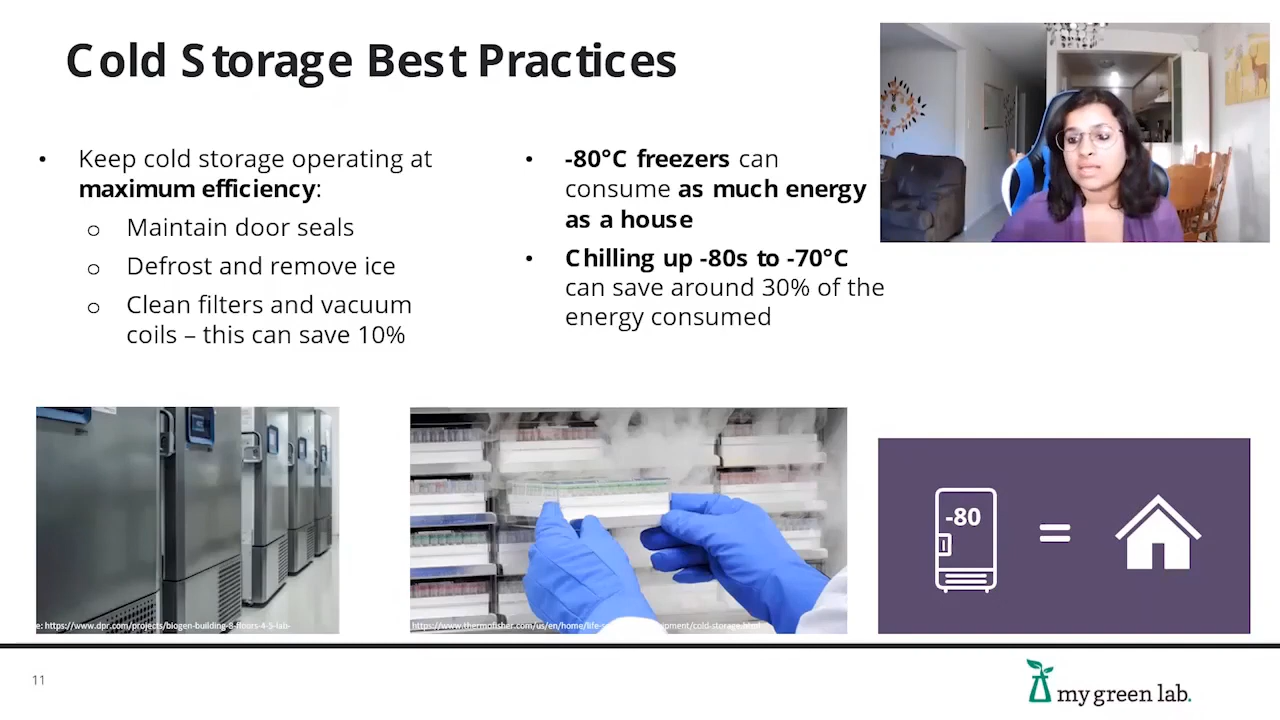 Cold Storage Best Practices
• Keep cold storage operating at
maximum efficiency:
o Maintain door seals
o Defrost and remove ice
o Clean filters and vacuum
coils – this can save 10%
• -80°C freezers can
consume as much energy
as a house
• Chilling up -80s to -70°C
can save around 30% of the
energy consumed
e: https://www.dpr.com/projects/biogen-building-8-floors-4-5-lab-
https://www.thermofisher.com/us/en/home/life-s
ipment/cold-storage.html
-80
=
11
my green lab.